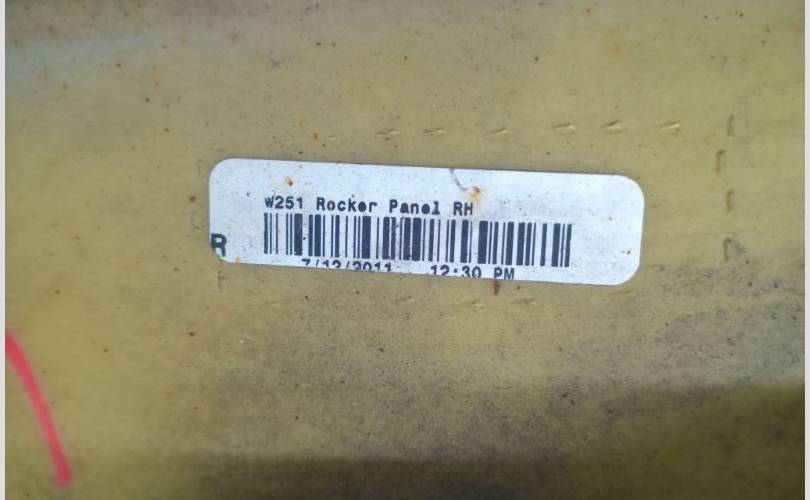 W251 Rocker Panel RH
R
7/12/2011 12:30 PM